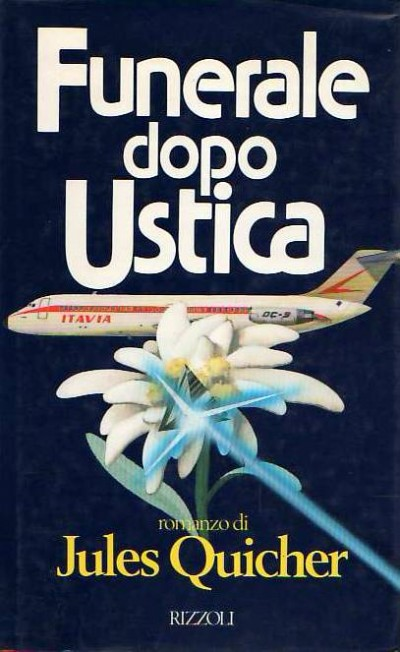 Funerale
dopo
Ustica
ITAVIA
DC-9
romanzo di
Jules Quicher
RIZZOLI